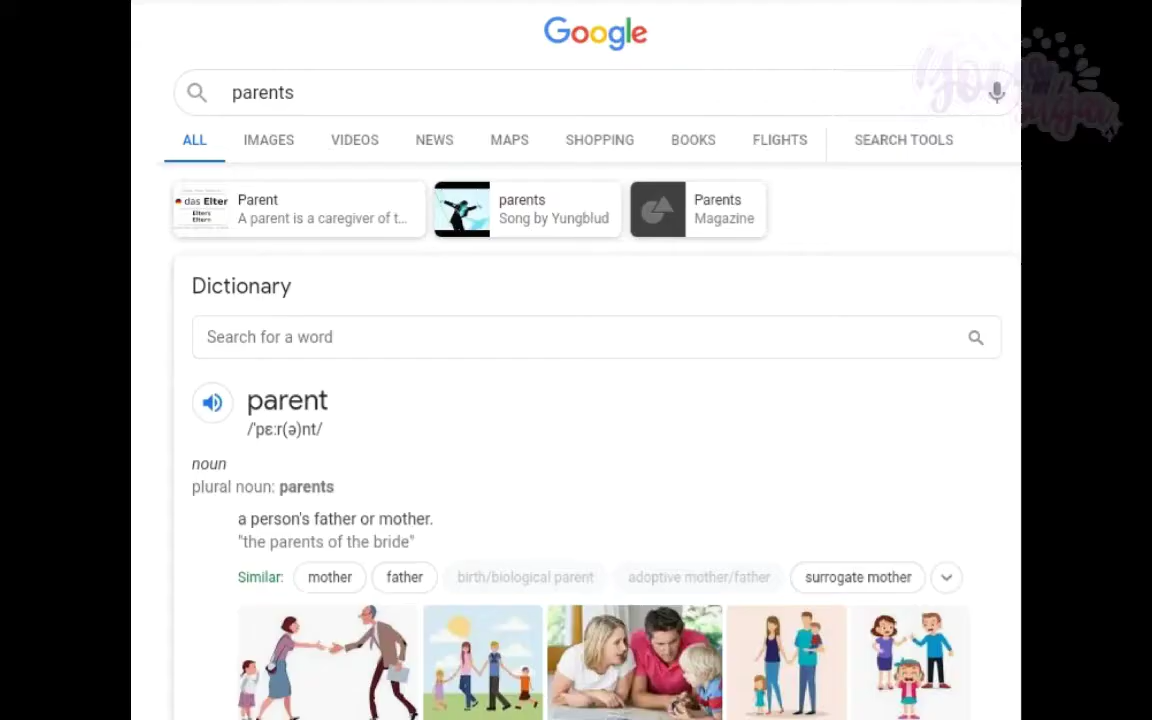 Google
parents
ALL IMAGES VIDEOS NEWS MAPS SHOPPING BOOKS FLIGHTS SEARCH TOOLS
das Elter
Elters
Eltern
Parent
A parent is a caregiver of t...
parents
Song by Yungblud
Parents
Magazine
Dictionary
Search for a word
parent
/ˈpɛːr(ə)nt/
noun
plural noun: parents
a person's father or mother.
"the parents of the bride"
Similar: mother father birth/biological parent adoptive mother/father surrogate mother